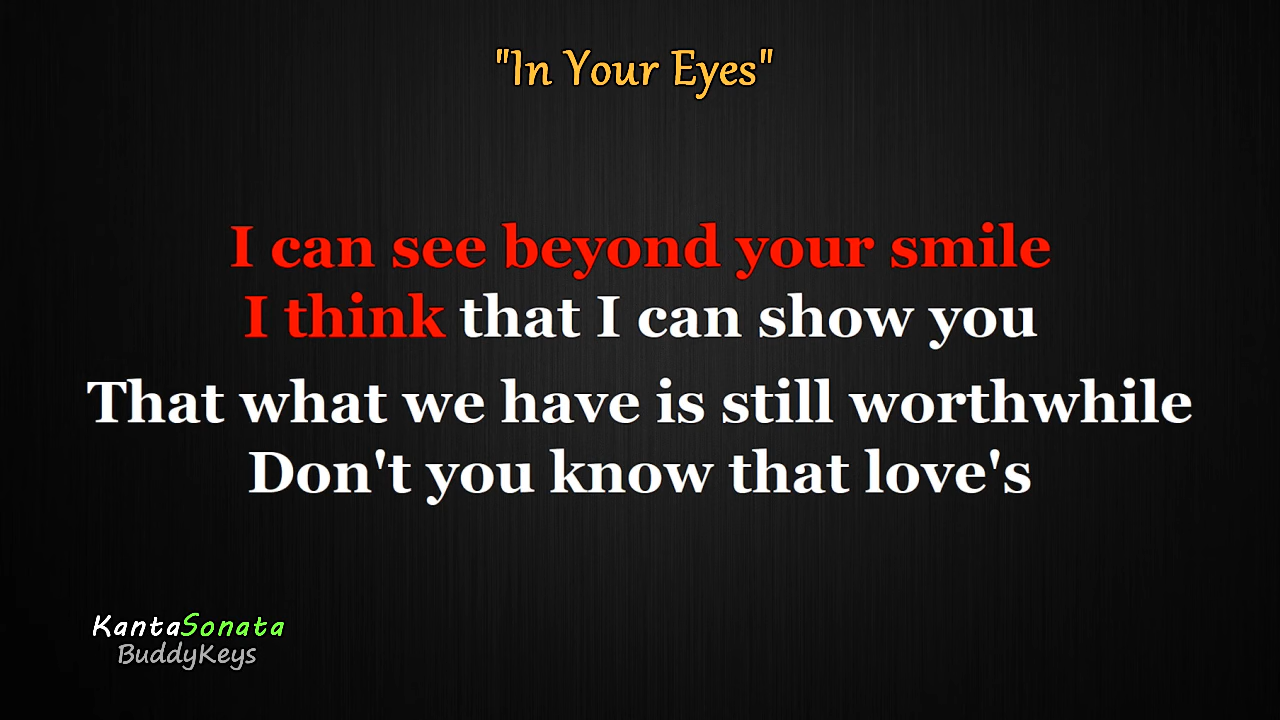 "In Your Eyes"
I can see beyond your smile
I think that I can show you
That what we have is still worthwhile
Don't you know that love's
KantaSonata
BuddyKeys